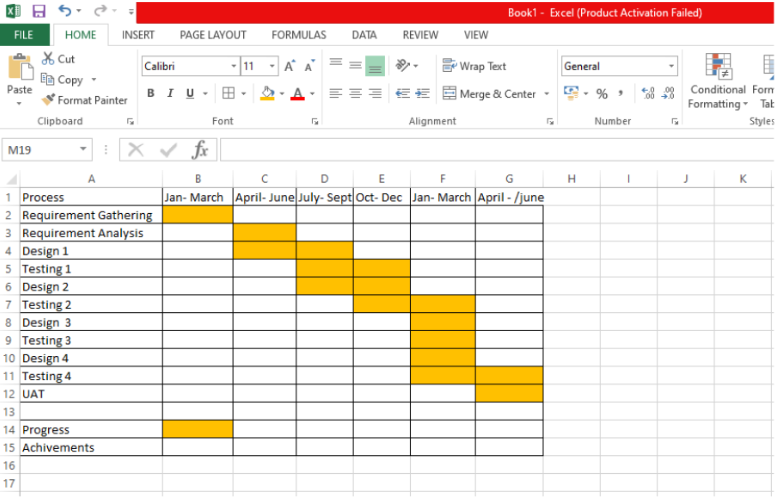 Book1 - Excel (Product Activation Failed)
FILE HOME INSERT PAGE LAYOUT FORMULAS DATA REVIEW VIEW
Cut
Copy
Format Painter
Paste
Clipboard
Calibri 11 A A
B I U A
Font
Wrap Text
Merge & Center
Alignment
General
% , .00
Number
Conditional Form
Formatting Tab
Styles
M19 fx
A B C D E F G H I J K
1 Process Jan- March April- June July- Sept Oct- Dec Jan- March April - /june
2 Requirement Gathering
3 Requirement Analysis
4 Design 1
5 Testing 1
6 Design 2
7 Testing 2
8 Design 3
9 Testing 3
10 Design 4
11 Testing 4
12 UAT
13
14 Progress
15 Achivements
16
17